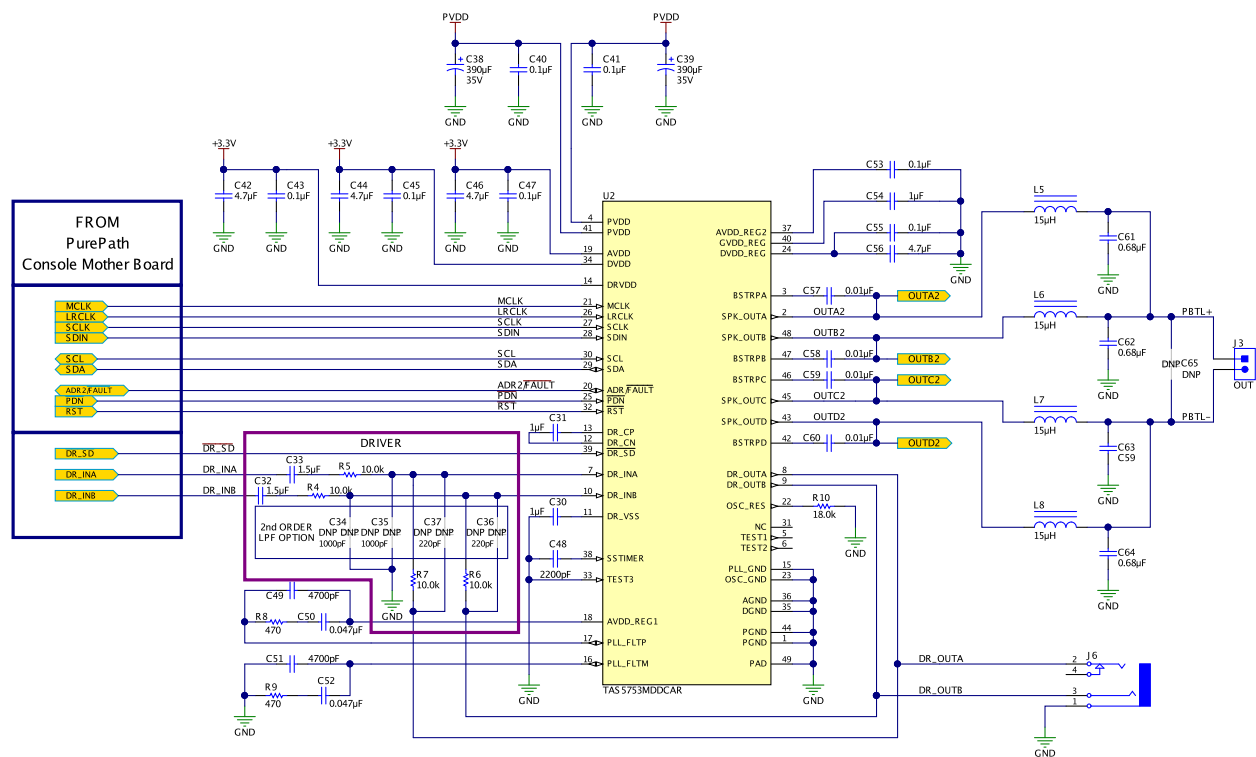 PVDD
PVDD
C38
390µF
35V
C40
0.1µF
C41
0.1µF
C39
390µF
35V
GND
GND
GND
GND
+3.3V
+3.3V
+3.3V
C42
4.7µF
C43
0.1µF
C44
4.7µF
C45
0.1µF
C46
4.7µF
C47
0.1µF
GND
GND
GND
GND
GND
GND
FROM
PurePath
Console Mother Board
MCLK
LRCLK
SCLK
SDIN
SCL
SDA
ADR2/FAULT
PDN
RST
DR_SD
DR_INA
DR_INB
MCLK
LRCLK
SCLK
SDIN
SCL
SDA
ADR2/FAULT
PDN
RST
DR_SD
DR_INA
DR_INB
DRIVER
C33
1.5µF
R5
10.0k
C32
1.5µF
R4
10.0k
2nd ORDER
LPF OPTION
C34
DNP DNP
1000pF
C35
DNP
1000pF
C37
DNP DNP
220pF
C36
DNP
220pF
R7
10.0k
R6
10.0k
GND
C31
1µF
C30
1µF
C48
2200pF
C49
4700pF
R8
470
C50
0.047µF
C51
4700pF
R9
470
C52
0.047µF
GND
GND
U2
4 PVDD
41 PVDD
19 AVDD
34 DVDD
14 DRVDD
21 MCLK
26 LRCLK
27 SCLK
28 SDIN
30 SCL
29 SDA
20 ADR/FAULT
25 PDN
32 RST
13 DR_CP
12 DR_CN
39 DR_SD
7 DR_INA
10 DR_INB
11 DR_VSS
38 SSTIMER
33 TEST3
18 AVDD_REG1
17 PLL_FLTP
16 PLL_FLTM
TAS5753MDDCAR
AVDD_REG2 37
GVDD_REG 40
DVDD_REG 24
BSTRPA 3
SPK_OUTA 2
SPK_OUTB 48
BSTRPB 47
BSTRPC 46
SPK_OUTC 45
SPK_OUTD 43
BSTRPD 42
DR_OUTA 8
DR_OUTB 9
OSC_RES 22
NC 31
TEST1 5
TEST2 6
PLL_GND 15
OSC_GND 23
AGND 36
DGND 35
PGND 44
PGND 1
PAD 49
GND
C53 0.1µF
C54 1µF
C55 0.1µF
C56 4.7µF
GND
C57 0.01µF
OUTA2
OUTA2
OUTB2
C58 0.01µF
OUTB2
C59 0.01µF
OUTC2
OUTC2
OUTD2
C60 0.01µF
OUTD2
R10
18.0k
GND
L5
15µH
C61
0.68µF
GND
L6
15µH
C62
0.68µF
GND
L7
15µH
C63
C59
GND
L8
15µH
C64
0.68µF
GND
PBTL+
DNP C65
DNP
PBTL-
J3
OUT
DR_OUTA
DR_OUTB
J6
2
4
3
1
GND